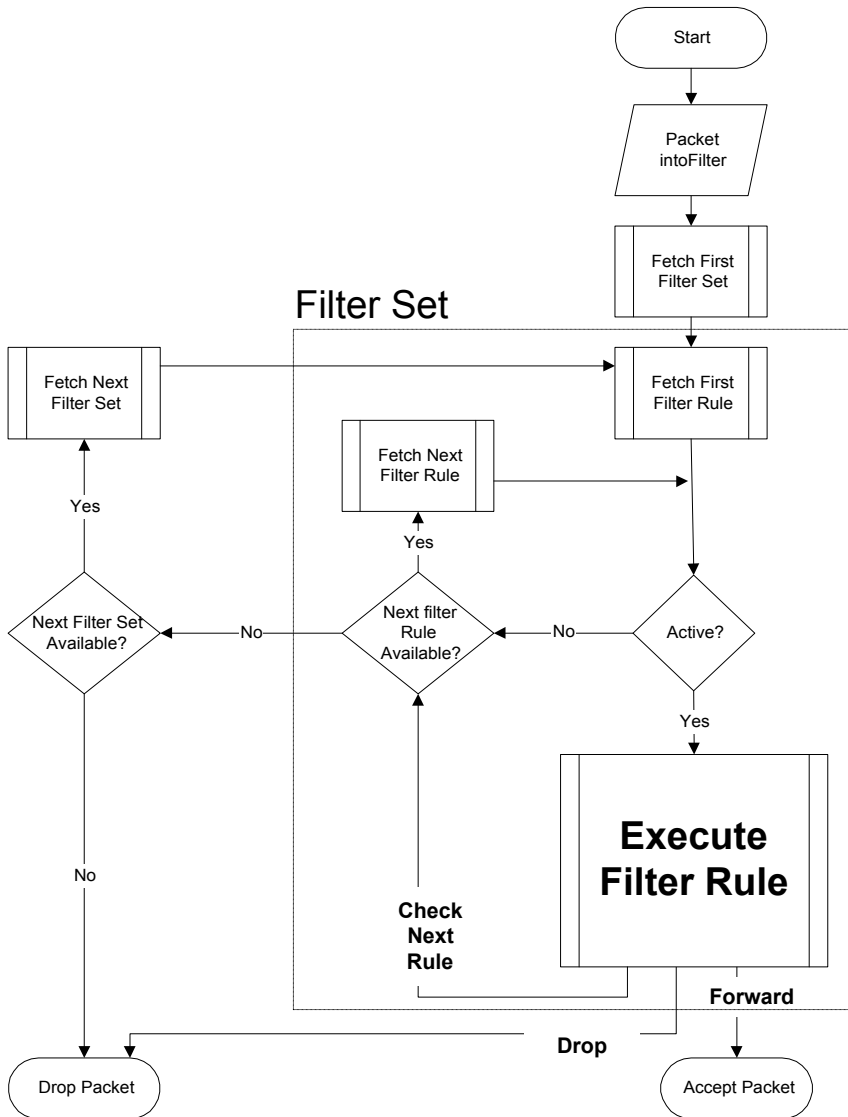 Start
Packet
intoFilter
Fetch First
Filter Set
Filter Set
Fetch Next
Filter Set
Fetch First
Filter Rule
Fetch Next
Filter Rule
Yes
Yes
Next Filter Set
Available?
No
Next filter
Rule
Available?
No
Active?
Yes
Execute
Filter Rule
No
Check
Next
Rule
Forward
Drop
Drop Packet
Accept Packet